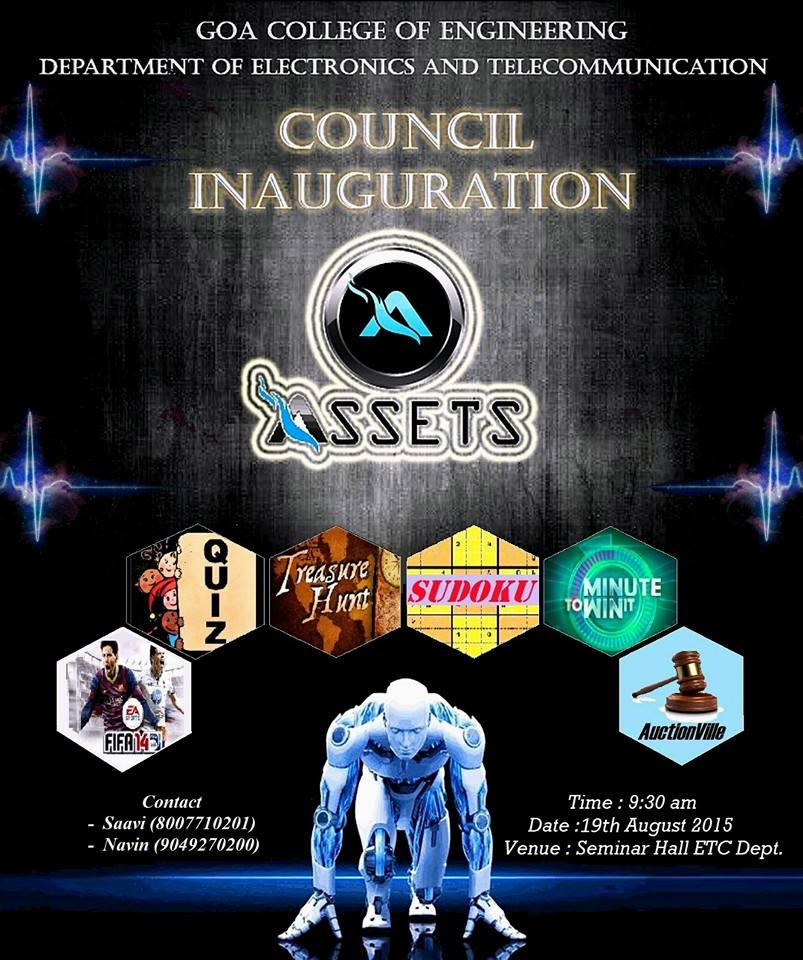 GOA COLLEGE OF ENGINEERING
DEPARTMENT OF ELECTRONICS AND TELECOMMUNICATION
COUNCIL
INAUGURATION
A
ASSETS
QUIZ
Treasure
Hunt
SUDOKU
MINUTE
TO WIN IT
EA
SPORTS
FIFA 14
AuctionVille
Contact
- Saavi (8007710201)
- Navin (9049270200)
Time : 9:30 am
Date :19th August 2015
Venue : Seminar Hall ETC Dept.